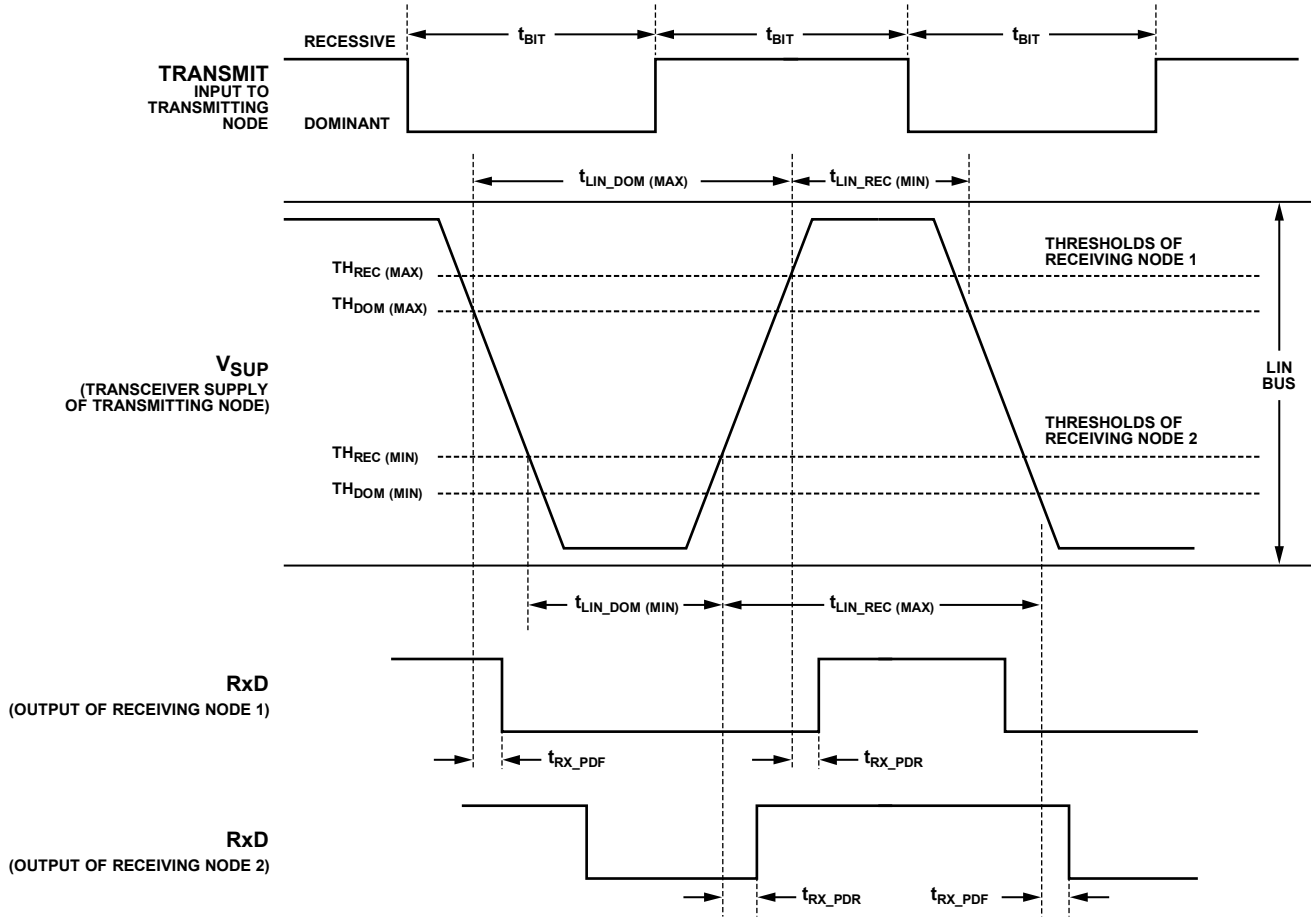 RECESSIVE
tBIT
tBIT
tBIT
TRANSMIT
INPUT TO
TRANSMITTING
NODE
DOMINANT
tLIN_DOM (MAX)
tLIN_REC (MIN)
THREC (MAX)
THDOM (MAX)
THRESHOLDS OF
RECEIVING NODE 1
VSUP
(TRANSCEIVER SUPPLY
OF TRANSMITTING NODE)
LIN
BUS
THREC (MIN)
THDOM (MIN)
THRESHOLDS OF
RECEIVING NODE 2
tLIN_DOM (MIN)
tLIN_REC (MAX)
RxD
(OUTPUT OF RECEIVING NODE 1)
tRX_PDF
tRX_PDR
RxD
(OUTPUT OF RECEIVING NODE 2)
tRX_PDR
tRX_PDF